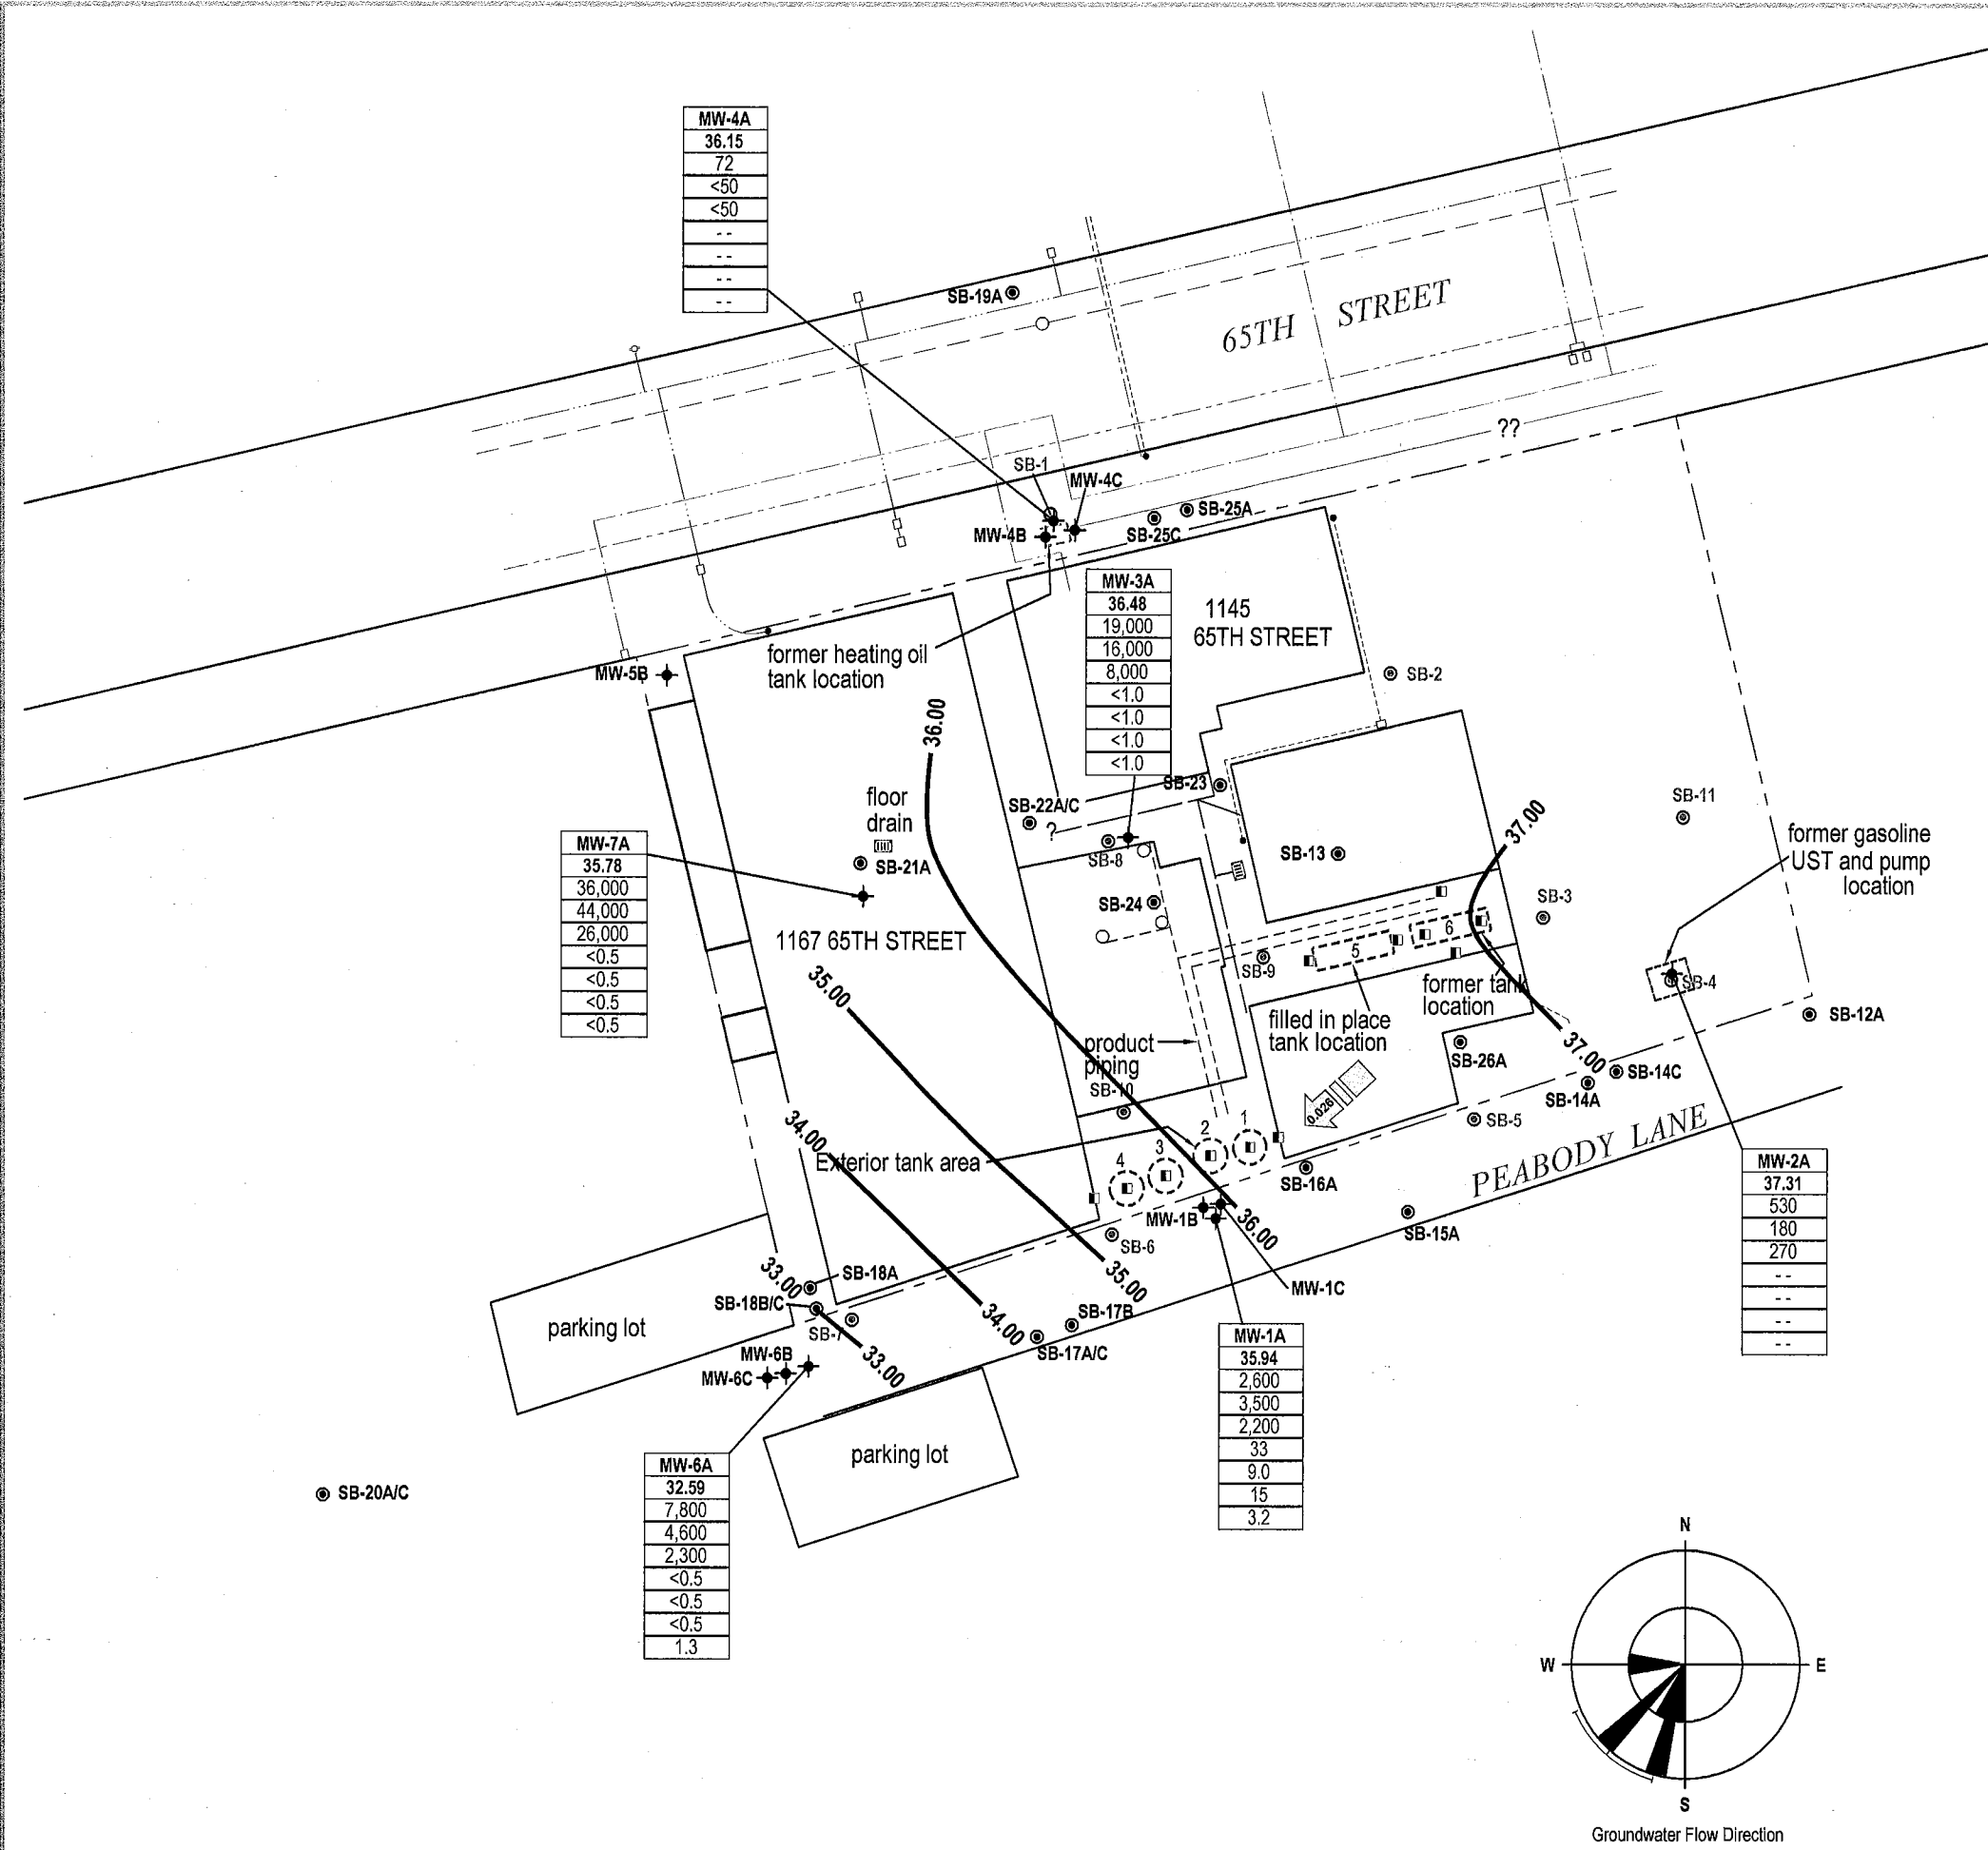 MW-4A
36.15
72
<50
<50
--
--
--
--
SB-19A
65TH STREET
??
SB-1
MW-4C
MW-4B
SB-25A
SB-25C
MW-3A
36.48
19,000
16,000
8,000
<1.0
<1.0
<1.0
<1.0
1145
65TH STREET
former heating oil
tank location
MW-5B
SB-2
36.00
SB-23
floor
drain
SB-22A/C
?
SB-8
SB-13
37.00
SB-11
former gasoline
UST and pump
location
MW-7A
35.78
36,000
44,000
26,000
<0.5
<0.5
<0.5
<0.5
SB-21A
SB-24
SB-3
1167 65TH STREET
6
5
SB-9
35.00
former tank
location
SB-4
SB-12A
filled in place
tank location
product
piping
SB-26A
37.00
SB-10
SB-14C
SB-14A
0.026
SB-5
34.00
1
2
3
4
Exterior tank area
PEABODY LANE
SB-16A
MW-2A
37.31
530
180
270
--
--
--
--
MW-1B
36.00
SB-15A
SB-6
35.00
MW-1C
33.00
SB-18A
SB-18B/C
SB-7
34.00
SB-17B
SB-17A/C
parking lot
MW-6B
MW-6C
33.00
MW-1A
35.94
2,600
3,500
2,200
33
9.0
15
3.2
parking lot
MW-6A
32.59
7,800
4,600
2,300
<0.5
<0.5
<0.5
1.3
SB-20A/C
N
W
E
S
Groundwater Flow Direction